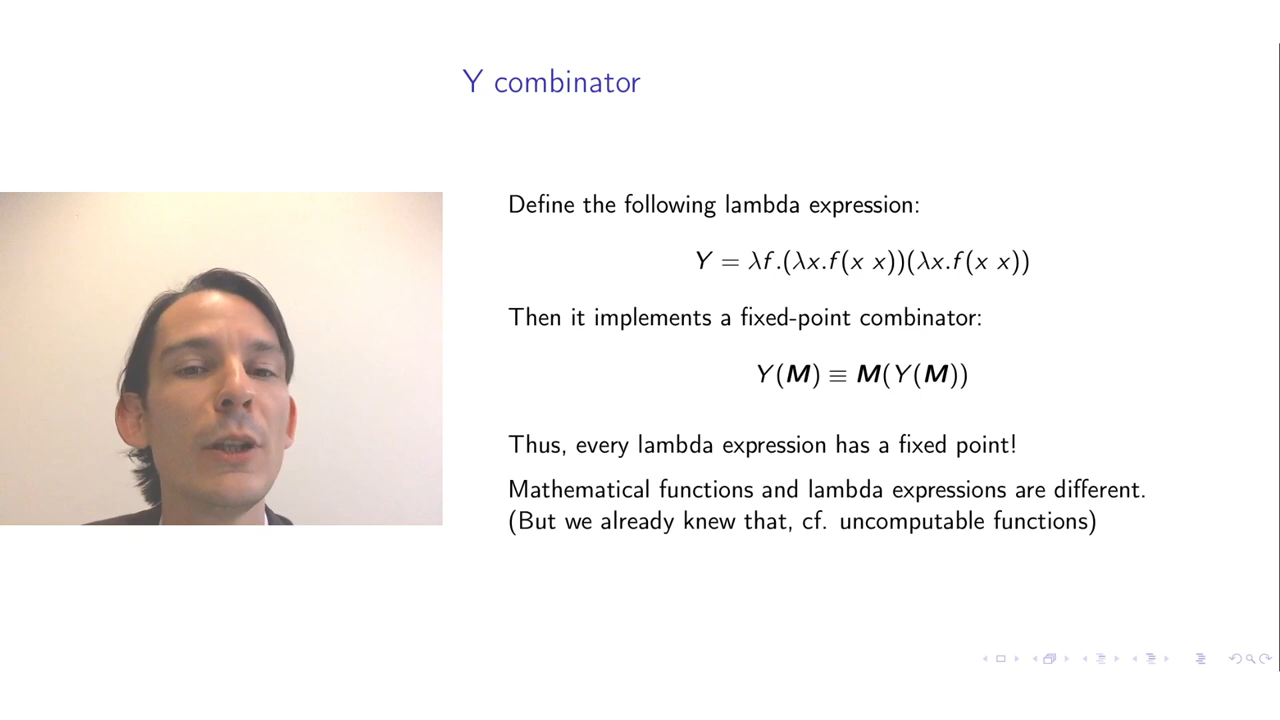 Y combinator
Define the following lambda expression:
Y = λf.(λx.f(x x))(λx.f(x x))
Then it implements a fixed-point combinator:
Y(M) ≡ M(Y(M))
Thus, every lambda expression has a fixed point!
Mathematical functions and lambda expressions are different.
(But we already knew that, cf. uncomputable functions)